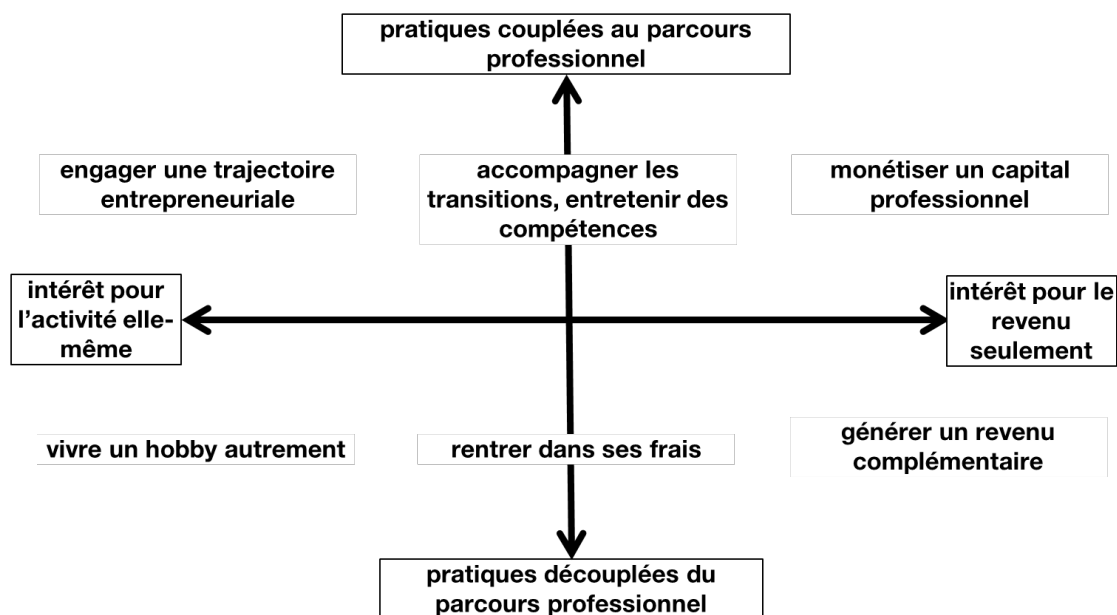 pratiques couplées au parcours
professionnel
engager une trajectoire
entrepreneuriale
accompagner les
transitions, entretenir des
compétences
monétiser un capital
professionnel
intérêt pour
l’activité elle-
même
intérêt pour le
revenu
seulement
vivre un hobby autrement
rentrer dans ses frais
générer un revenu
complémentaire
pratiques découplées du
parcours professionnel